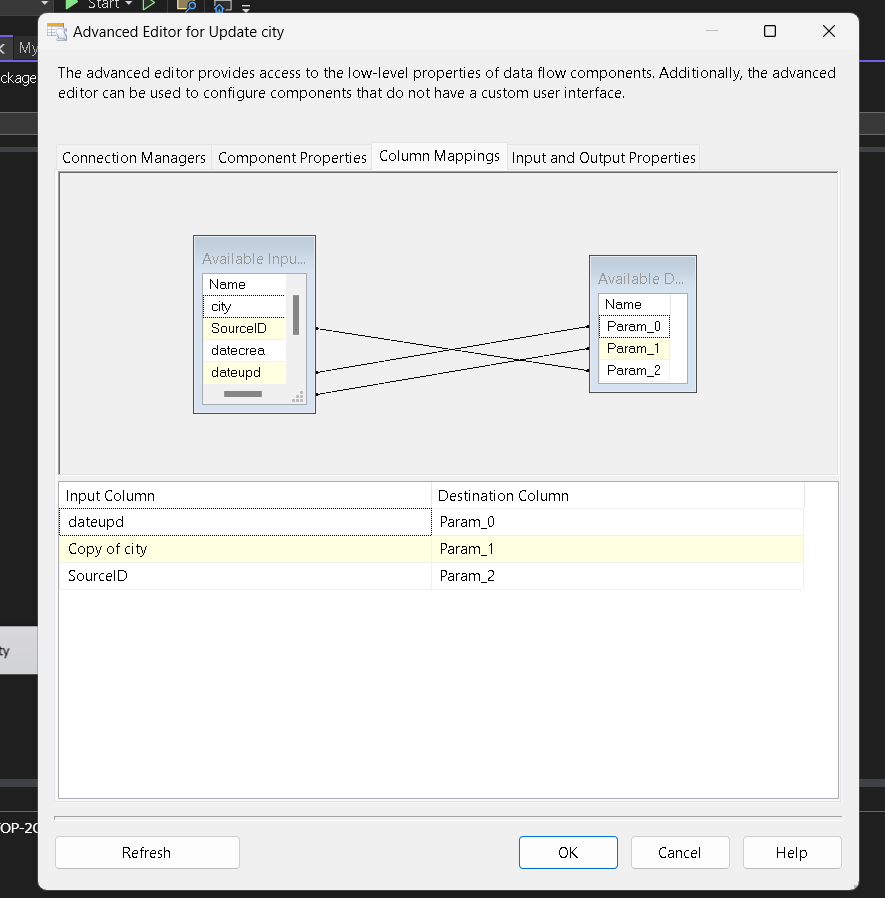 Start
My
ckage
Advanced Editor for Update city
The advanced editor provides access to the low-level properties of data flow components. Additionally, the advanced
editor can be used to configure components that do not have a custom user interface.
Connection Managers Component Properties Column Mappings Input and Output Properties
Available Inpu...
Name
city
SourceID
datecrea
dateupd
Available D...
Name
Param_0
Param_1
Param_2
Input Column Destination Column
dateupd Param_0
Copy of city Param_1
SourceID Param_2
ty
OP-20
Refresh OK Cancel Help